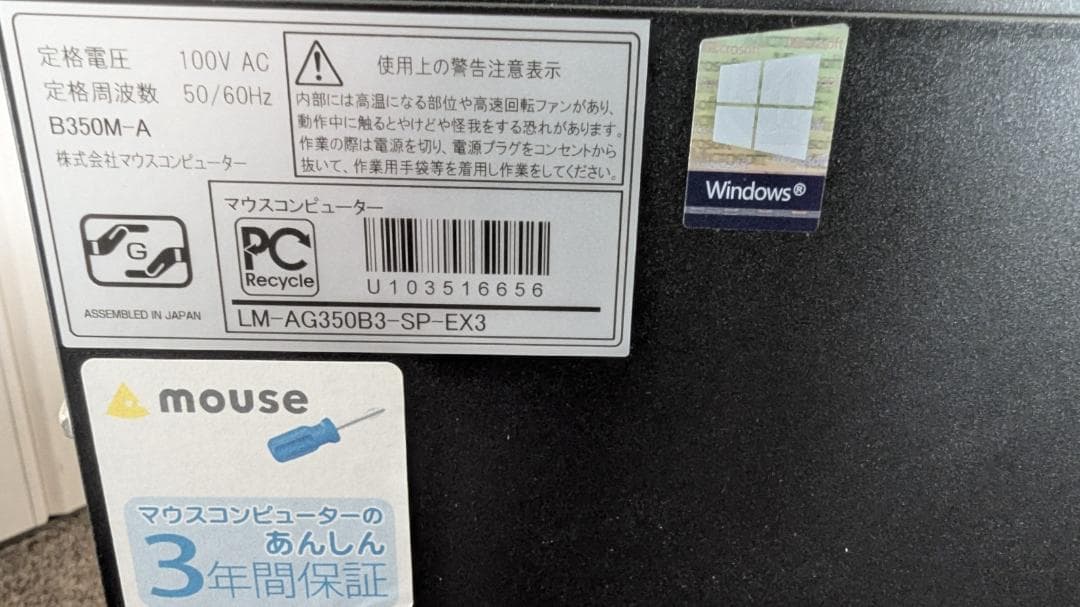 定格電圧 100V AC
定格周波数 50/60Hz
B350M-A
株式会社マウスコンピューター
使用上の警告注意表示
内部には高温になる部位や高速回転ファンがあり、
動作中に触るとやけどや怪我をする恐れがあります。
作業の際は電源を切り、電源プラグをコンセントから
抜いて、作業用手袋等を着用し作業をしてください。
G
ASSEMBLED IN JAPAN
マウスコンピューター
PC
Recycle
U103516656
LM-AG350B3-SP-EX3
Microsoft
Windows®
mouse
マウスコンピューターの
あんしん
3年間保証